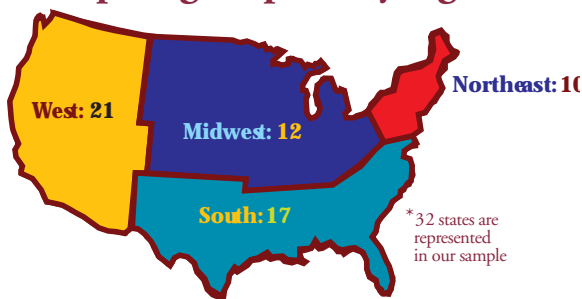 West: 21
Midwest: 12
Northeast: 10
South: 17
*32 states are
represented
in our sample